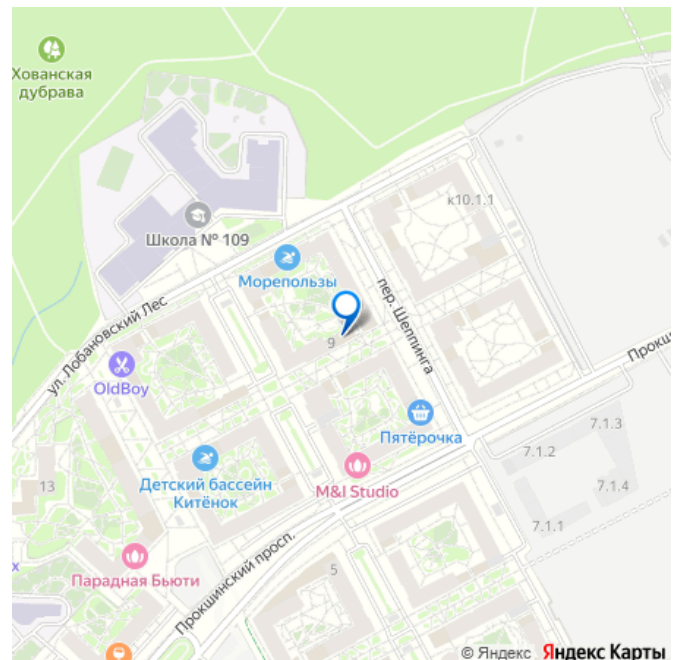 Хованская
дубрава
к10.1.1
Школа № 109
Морепользы
пер. Шеппинга
ул. Лобановский Лес
9
Прокш
OldBoy
Пятёрочка
7.1.3
7.1.2
Детский бассейн
Китёнок
M&I Studio
7.1.4
13
7.1.1
х
Парадная Бьюти
Прокшинский просп.
5
© Яндекс Яндекс Карты